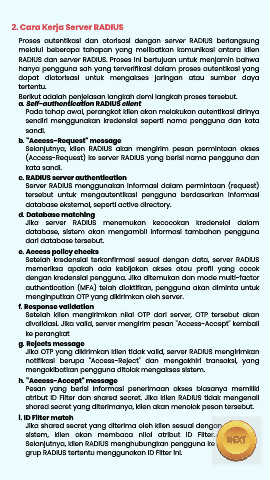 2. Cara Kerja Server RADIUS
Proses autentikasi dan otorisasi dengan server RADIUS berlangsung
melalui beberapa tahapan yang melibatkan komunikasi antara klien
RADIUS dan server RADIUS. Proses ini bertujuan untuk menjamin bahwa
hanya pengguna sah yang terverifikasi dalam proses autentikasi yang
dapat diotorisasi untuk mengakses jaringan atau sumber daya
tertentu.
Berikut adalah penjelasan langkah demi langkah proses tersebut.
a. Self-authentication RADIUS client
Pada tahap awal, perangkat klien akan melakukan autentikasi dirinya
sendiri menggunakan kredensial seperti nama pengguna dan kata
sandi.
b. "Access-Request" message
Selanjutnya, klien RADIUS akan mengirim pesan permintaan akses
(Access-Request) ke server RADIUS yang berisi nama pengguna dan
kata sandi.
c. RADIUS server authentication
Server RADIUS menggunakan informasi dalam permintaan (request)
tersebut untuk mengautentikasi pengguna berdasarkan informasi
database eksternal, seperti active directory.
d. Database matching
Jika server RADIUS menemukan kecocokan kredensial dalam
database, sistem akan mengambil informasi tambahan pengguna
dari database tersebut.
e. Access policy checks
Setelah kredensial terkonfirmasi sesuai dengan data, server RADIUS
memeriksa apakah ada kebijakan akses atau profil yang cocok
dengan kredensial pengguna. Jika ditemukan dan mode multi-factor
authentication (MFA) telah diaktifkan, pengguna akan diminta untuk
menginputkan OTP yang dikirimkan oleh server.
f. Response validation
Setelah klien mengirimkan nilai OTP dari server, OTP tersebut akan
divalidasi. Jika valid, server mengirim pesan "Access-Accept" kembali
ke perangkat
g. Rejects message
Jika OTP yang dikirimkan klien tidak valid, server RADIUS mengirimkan
notifikasi berupa "Access-Reject" dan mengakhiri transaksi, yang
mengakibatkan pengguna ditolak mengakses sistem.
h. "Access-Accept" message
Pesan yang berisi informasi penerimaan akses biasanya memiliki
atribut ID Filter dan shared secret. Jika klien RADIUS tidak mengenali
shared secret yang diterimanya, klien akan menolak pesan tersebut.
i. ID Filter match
Jika shared secret yang diterima oleh klien sesuai dengan
sistem, klien akan membaca nilai atribut ID Filter.
Selanjutnya, klien RADIUS menghubungkan pengguna ke
grup RADIUS tertentu menggunakan ID Filter ini.
NEXT